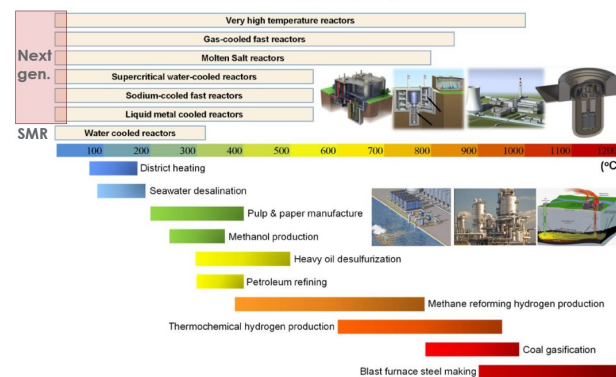 Very high temperature reactors
Gas-cooled fast reactors
Next
gen.
Molten Salt reactors
Supercritical water-cooled reactors
Sodium-ccoled fast reactors
Liquid metal cooled reactors
SMR
Water cooled reactors
100 200 300 400 500 600 700 800 900 1000 1100 1200
(°C)
District heating
Seawater desalination
Pulp & paper manufacture
Methanol production
Heavy oil desulfurization
Petroleum refining
Methane reforming hydrogen production
Thermochemical hydrogen production
Coal gasification
Blast furnace steel making